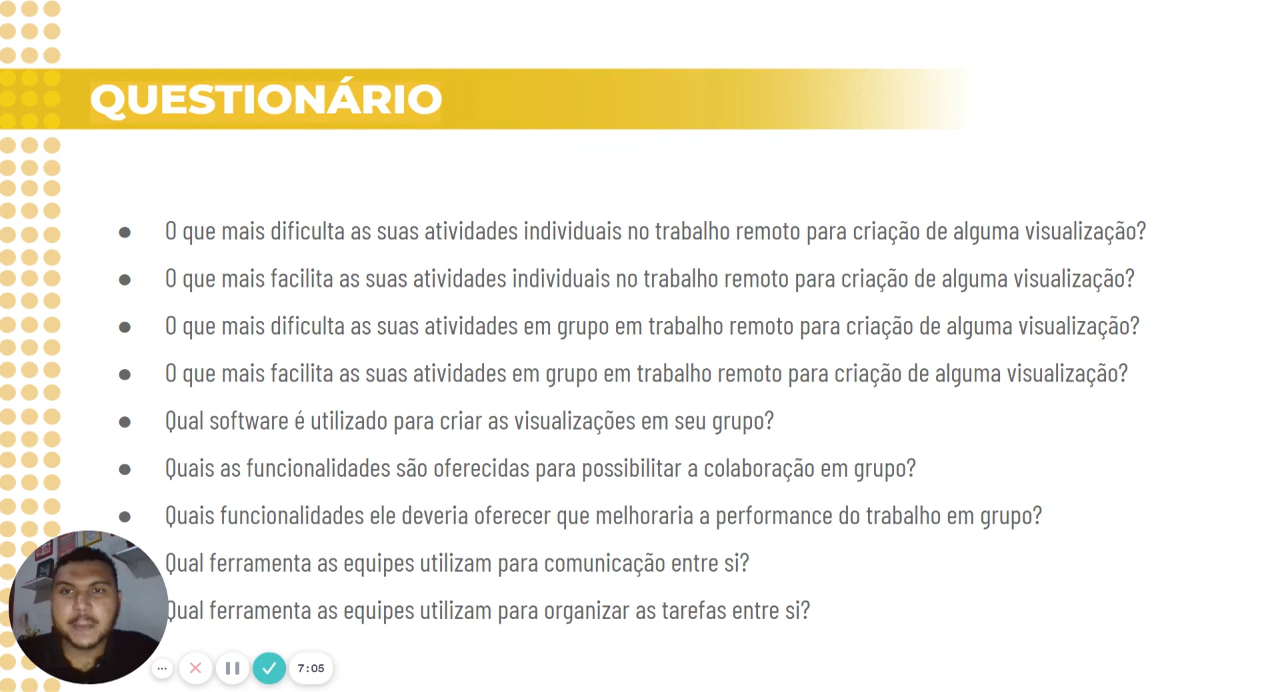 QUESTIONÁRIO
O que mais dificulta as suas atividades individuais no trabalho remoto para criação de alguma visualização?
O que mais facilita as suas atividades individuais no trabalho remoto para criação de alguma visualização?
O que mais dificulta as suas atividades em grupo em trabalho remoto para criação de alguma visualização?
O que mais facilita as suas atividades em grupo em trabalho remoto para criação de alguma visualização?
Qual software é utilizado para criar as visualizações em seu grupo?
Quais as funcionalidades são oferecidas para possibilitar a colaboração em grupo?
Quais funcionalidades ele deveria oferecer que melhoraria a performance do trabalho em grupo?
Qual ferramenta as equipes utilizam para comunicação entre si?
Qual ferramenta as equipes utilizam para organizar as tarefas entre si?
7:05